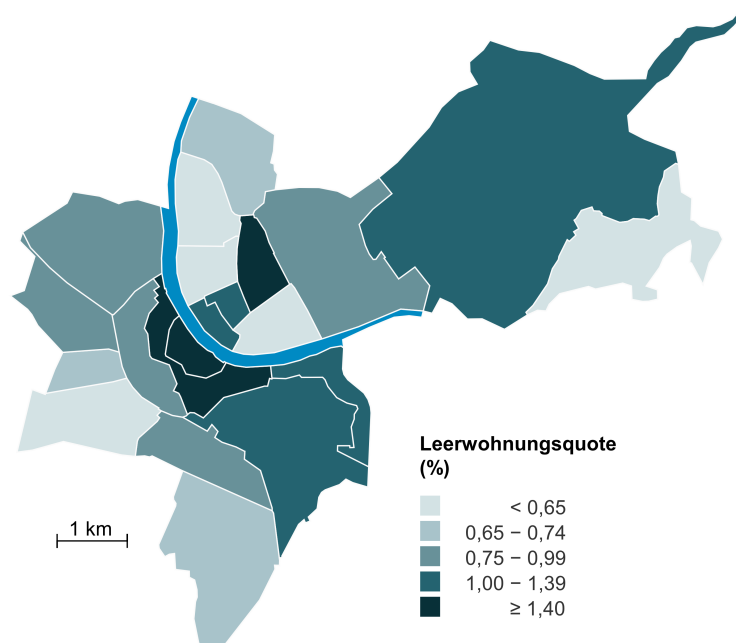 Leerwohnungsquote
(%)
< 0,65
0,65 – 0,74
0,75 – 0,99
1,00 – 1,39
≥ 1,40
1 km